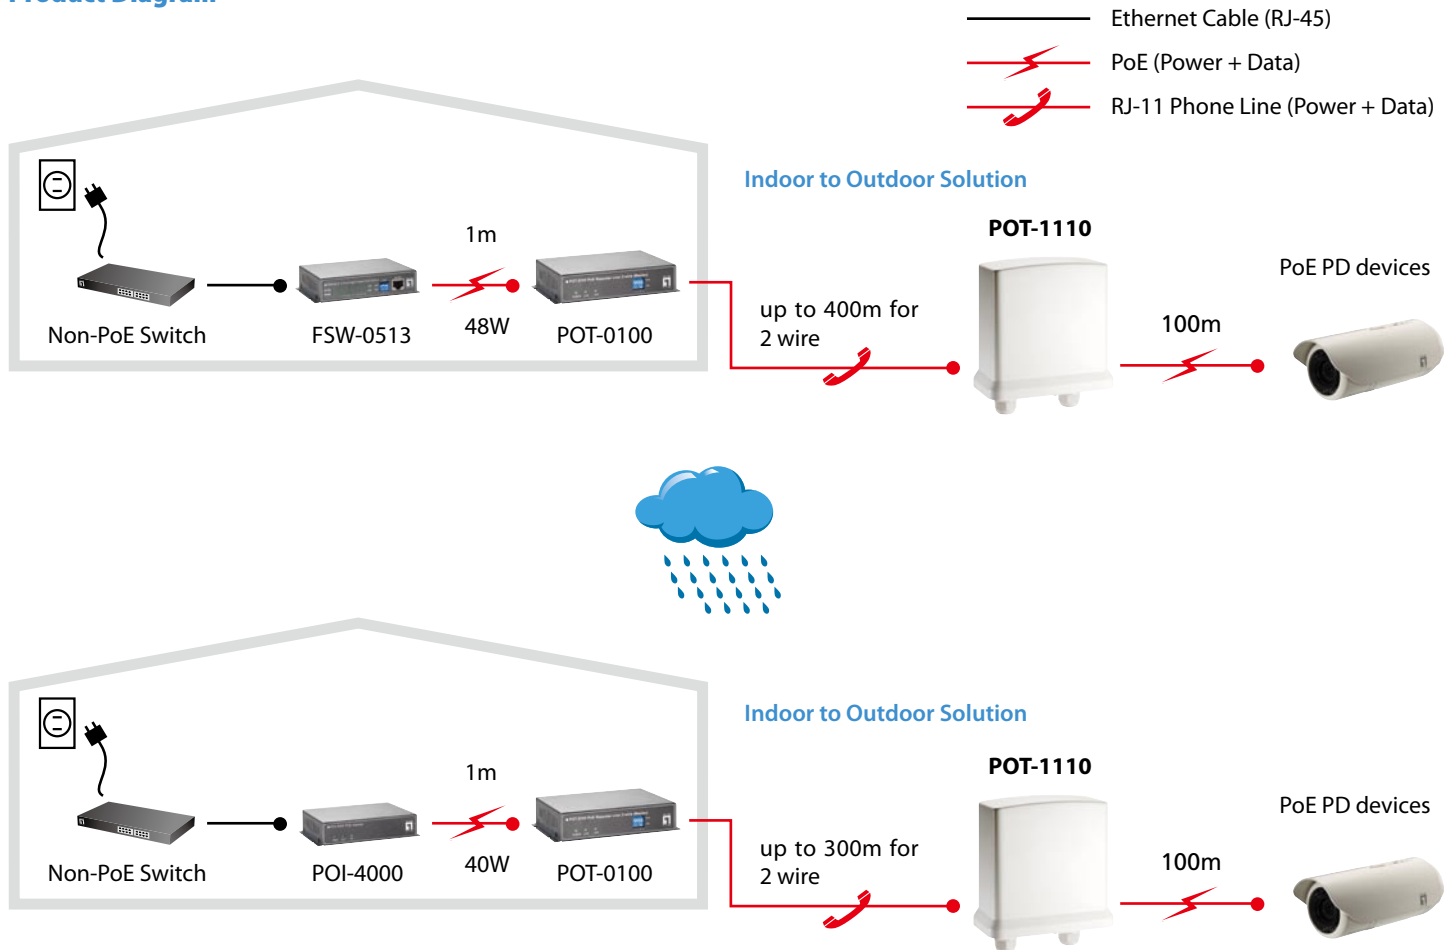 Product Diagram
Ethernet Cable (RJ-45)
PoE (Power + Data)
RJ-11 Phone Line (Power + Data)
Indoor to Outdoor Solution
POT-1110
1m
PoE PD devices
up to 400m for
2 wire
100m
48W
Non-PoE Switch
FSW-0513
POT-0100
Indoor to Outdoor Solution
POT-1110
1m
PoE PD devices
up to 300m for
2 wire
100m
40W
Non-PoE Switch
POI-4000
POT-0100